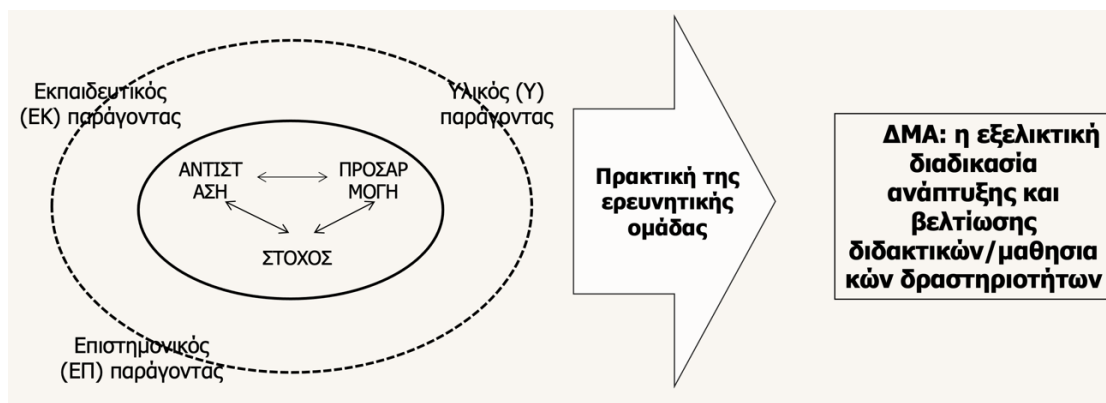 Εκπαιδευτικός
(ΕΚ) παράγοντας
Υλικός (Υ)
παράγοντας
ΑΝΤΙΣΤ
ΑΣΗ
ΠΡΟΣΑΡ
ΜΟΓΗ
ΣΤΟΧΟΣ
Επιστημονικός
(ΕΠ) παράγοντας
Πρακτική της
ερευνητικής
ομάδας
ΔΜΑ: η εξελικτική
διαδικασία
ανάπτυξης και
βελτίωσης
διδακτικών/μαθησια
κών δραστηριοτήτων